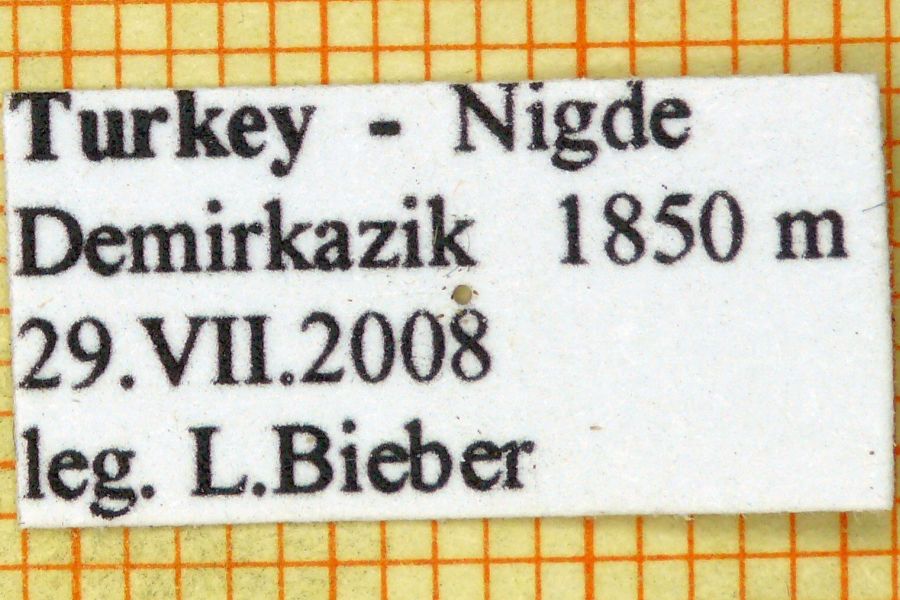 Turkey - Nigde
Demirkazik 1850 m
29.VII.2008
leg. L.Bieber